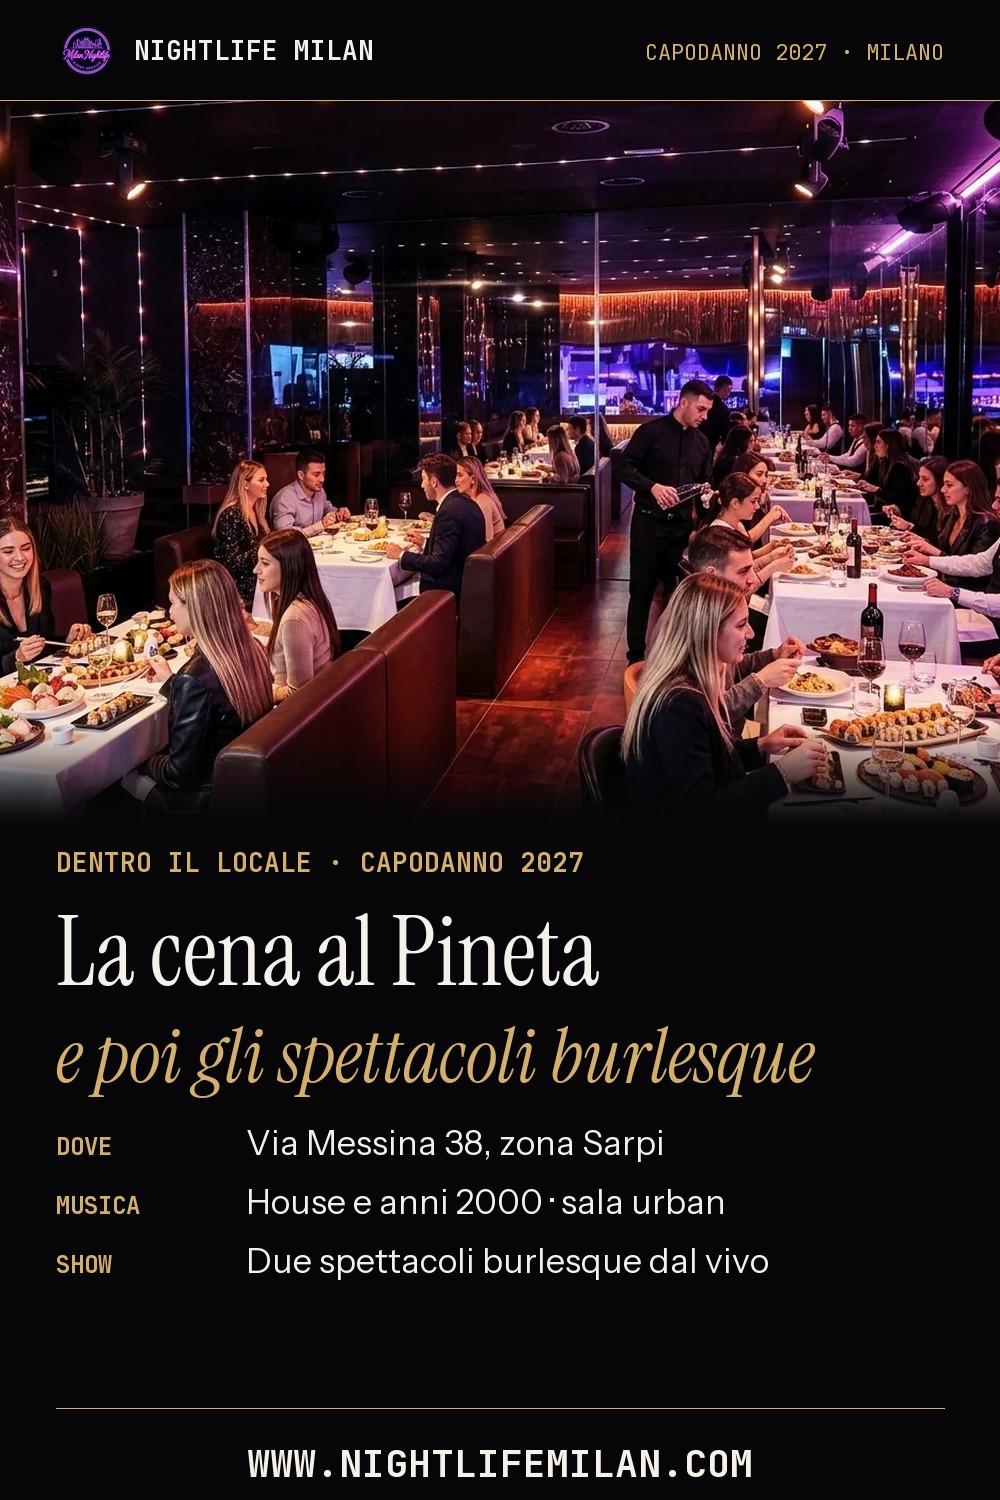 Milan Nightlife
NIGHTLIFE MILAN
CAPODANNO 2027 · MILANO
DENTRO IL LOCALE · CAPODANNO 2027
La cena al Pineta
e poi gli spettacoli burlesque
DOVE Via Messina 38, zona Sarpi
MUSICA House e anni 2000 · sala urban
SHOW Due spettacoli burlesque dal vivo
WWW.NIGHTLIFEMILAN.COM